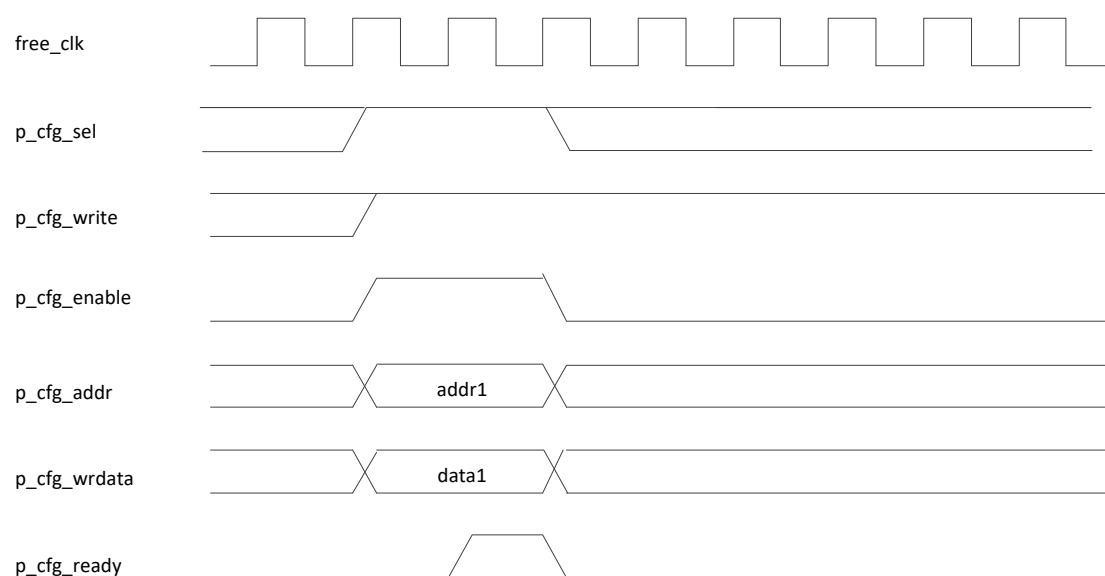 free_clk
p_cfg_sel
p_cfg_write
p_cfg_enable
p_cfg_addr addr1
p_cfg_wrdata data1
p_cfg_ready